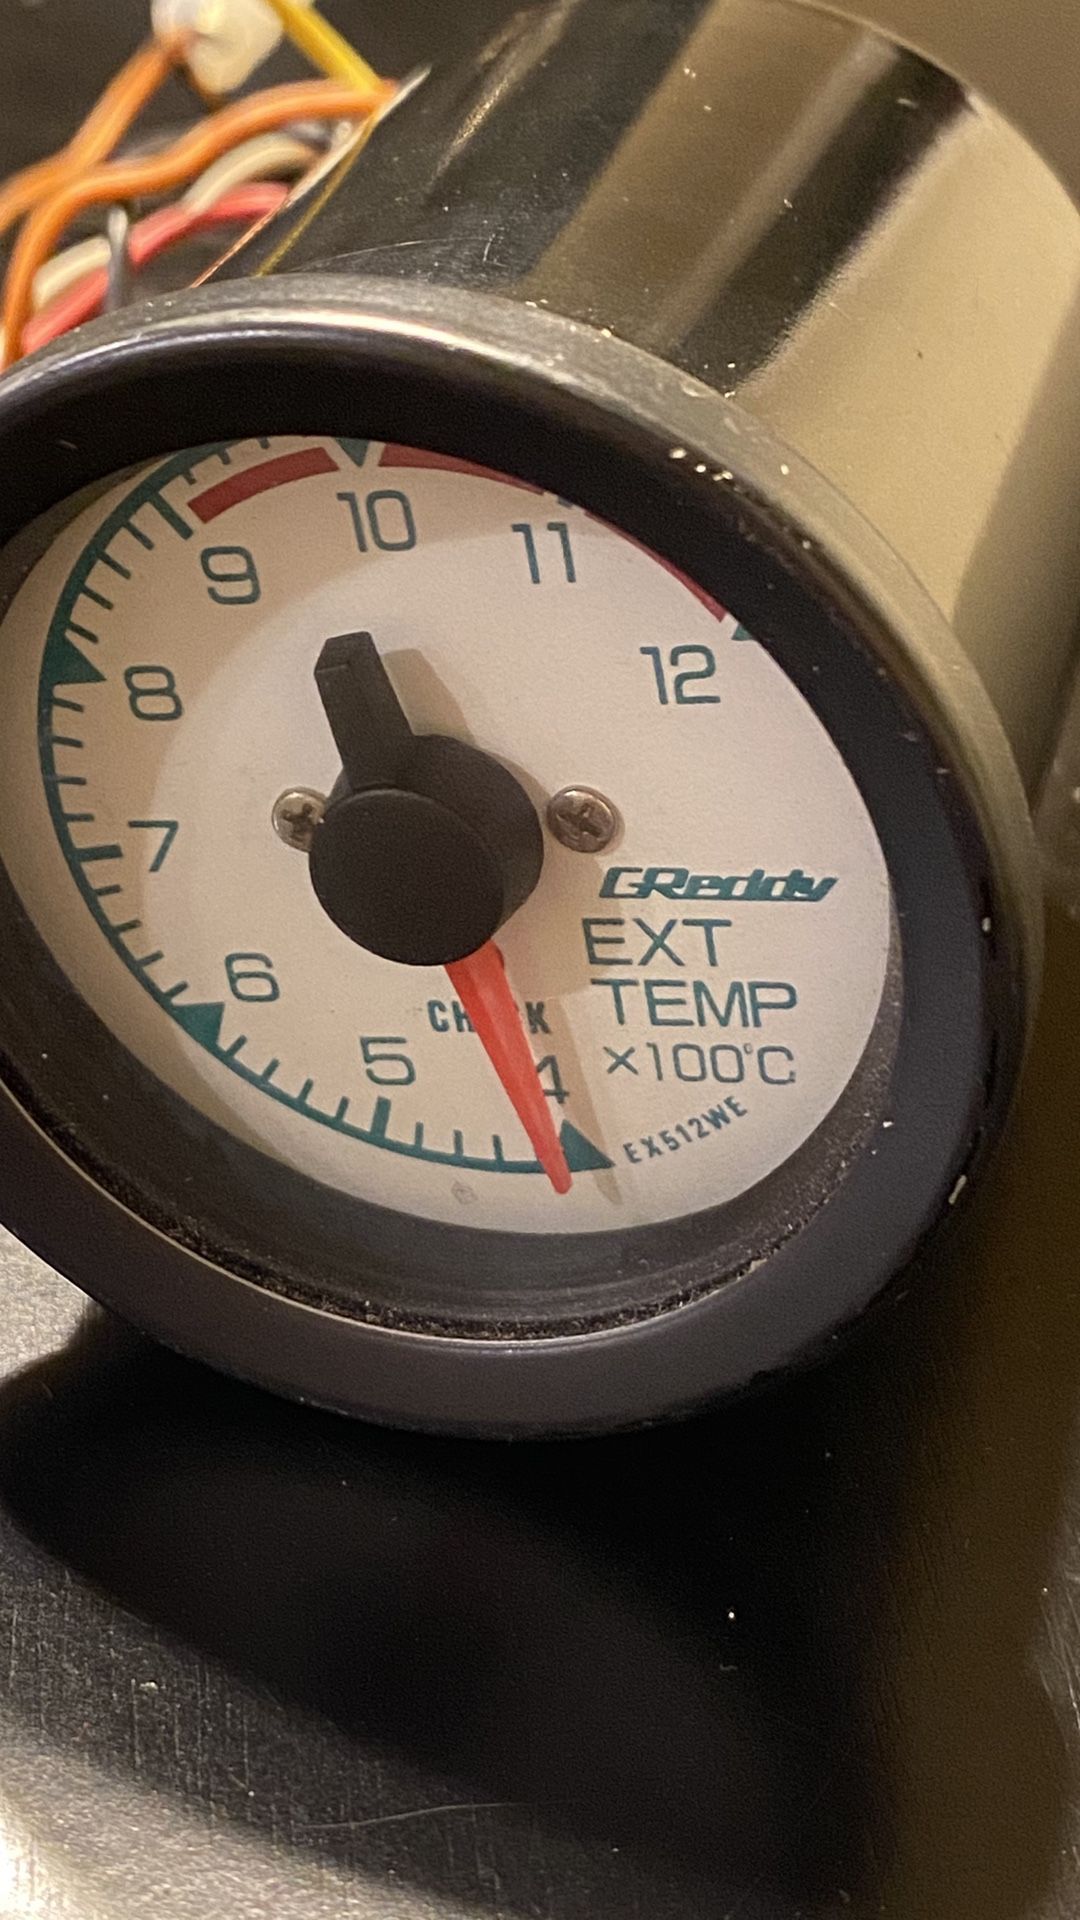 10
11
9
12
8
7
GReddy
EXT
6
TEMP
5
4
×100°C
EX512WE